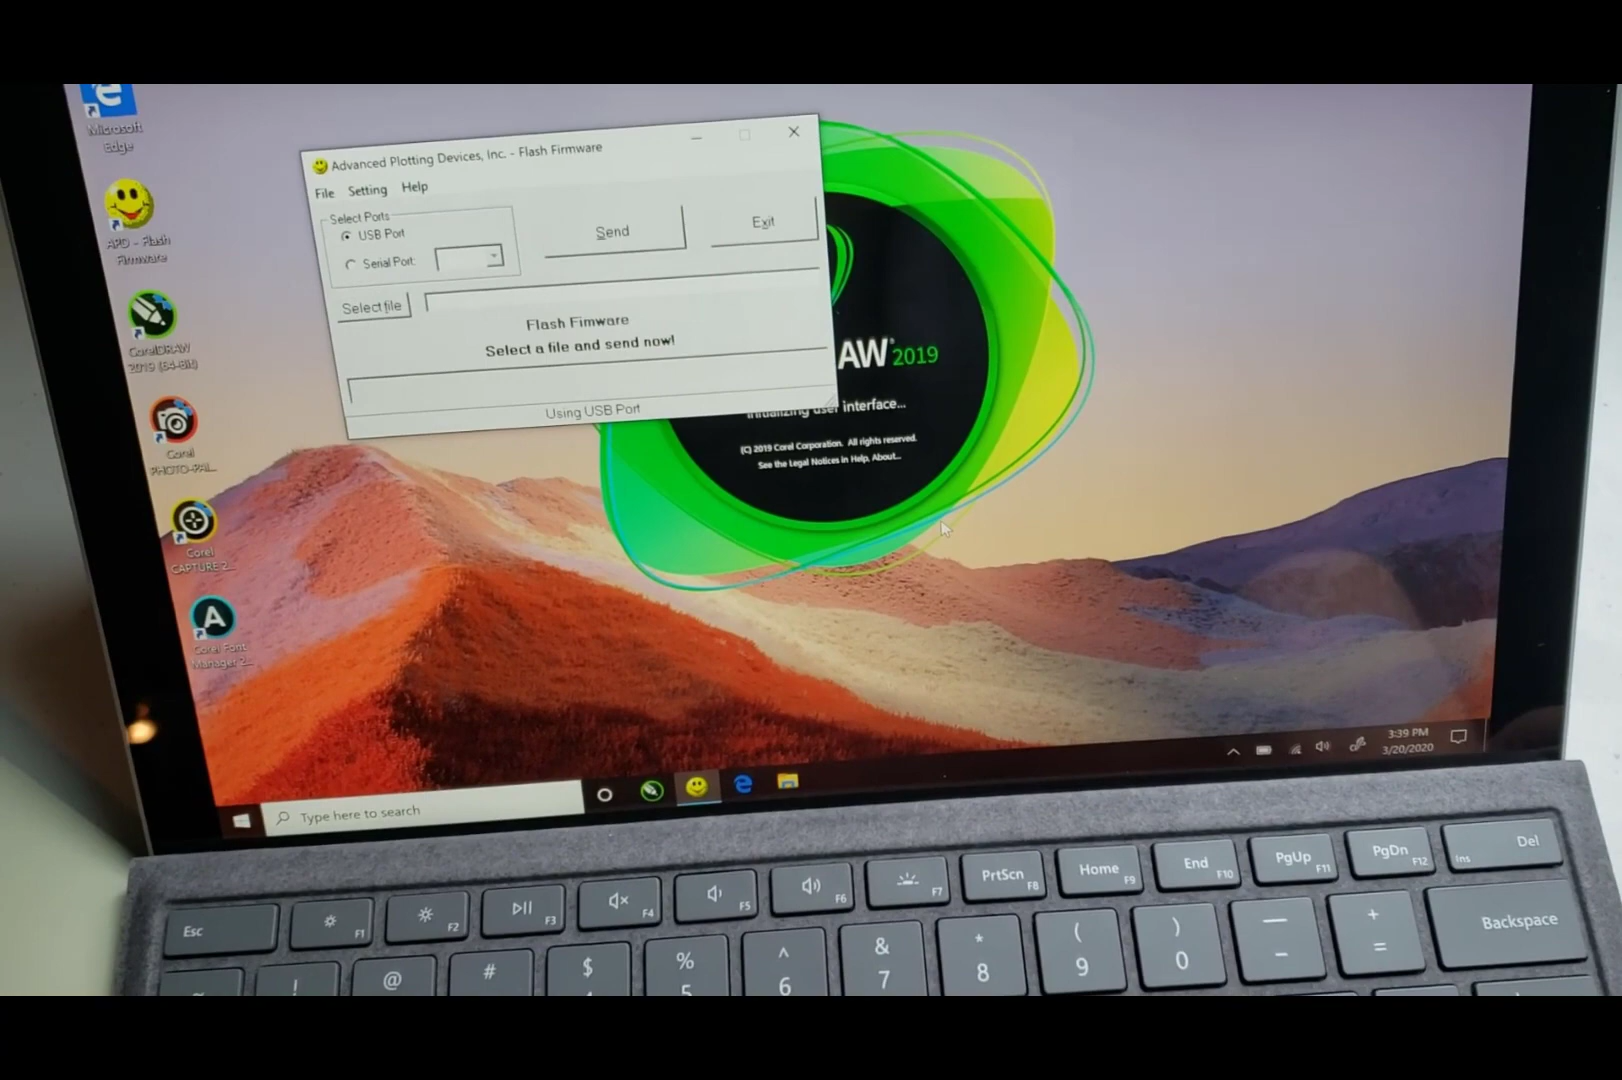 Microsoft
Edge
APD - Flash
Firmware
CorelDRAW
2019 (64-Bit)
Corel
PHOTO-PAI...
Corel
CAPTURE 2...
A
Corel Font
Manager 2...
Advanced Plotting Devices, Inc. - Flash Firmware
File Setting Help
Select Ports
USB Port
Serial Port:
Send
Exit
Select file
Flash Fimware
Select a file and send now!
Using USB Port
AW® 2019
Initializing user interface...
(C) 2019 Corel Corporation. All rights reserved.
See the Legal Notices in Help, About...
Type here to search
3:39 PM
3/20/2020
Esc F1 F2 F3 F4 F5 F6 F7 PrtScn F8 Home F9 End F10 PgUp F11 PgDn F12 Ins Del
~ ! @ # $ % 5 ^ 6 & 7 * 8 ( 9 ) 0 — - + = Backspace